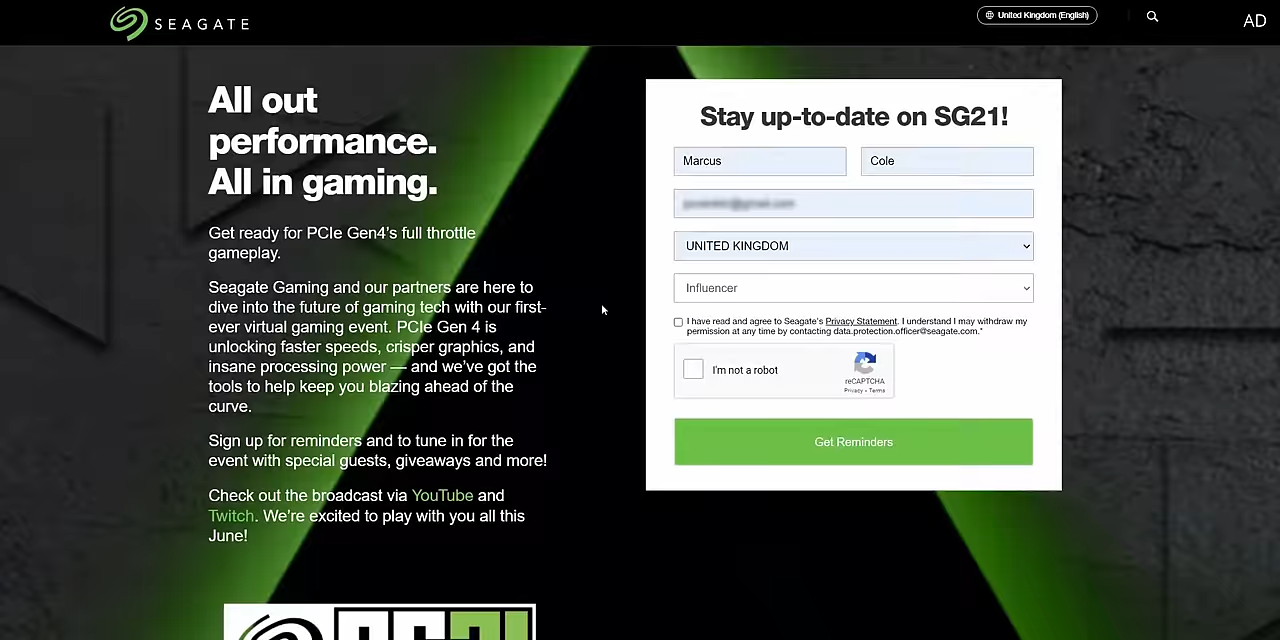 SEAGATE
United Kingdom (English)
AD
All out
performance.
All in gaming.
Get ready for PCIe Gen4's full throttle
gameplay.
Seagate Gaming and our partners are here to
dive into the future of gaming tech with our first-
ever virtual gaming event. PCIe Gen 4 is
unlocking faster speeds, crisper graphics, and
insane processing power — and we've got the
tools to help keep you blazing ahead of the
curve.
Sign up for reminders and to tune in for the
event with special guests, giveaways and more!
Check out the broadcast via YouTube and
Twitch. We're excited to play with you all this
June!
Stay up-to-date on SG21!
Marcus
Cole
UNITED KINGDOM
Influencer
I have read and agree to Seagate's Privacy Statement. I understand I may withdraw my
permission at any time by contacting data.protection.officer@seagate.com.*
I'm not a robot
reCAPTCHA
Privacy - Terms
Get Reminders